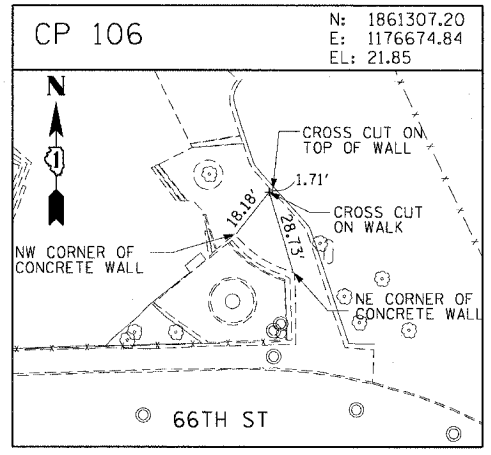 CP 106
N: 1861307.20
E: 1176674.84
EL: 21.85
N
1
CROSS CUT ON
TOP OF WALL
1.71'
18.18'
28.73'
CROSS CUT
ON WALK
NW CORNER OF
CONCRETE WALL
NE CORNER OF
CONCRETE WALL
66TH ST